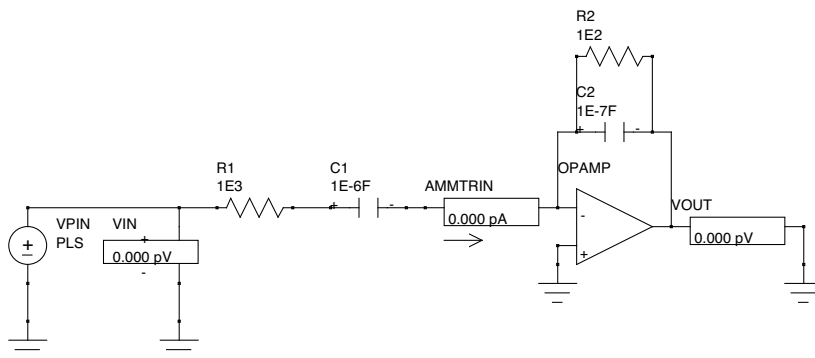 R2
1E2
C2
1E-7F
+ -
R1
1E3
C1
1E-6F
+ -
AMMTRIN
0.000 pA
OPAMP
-
+
VOUT
0.000 pV
VPIN
PLS
+
-
VIN
+
0.000 pV
-